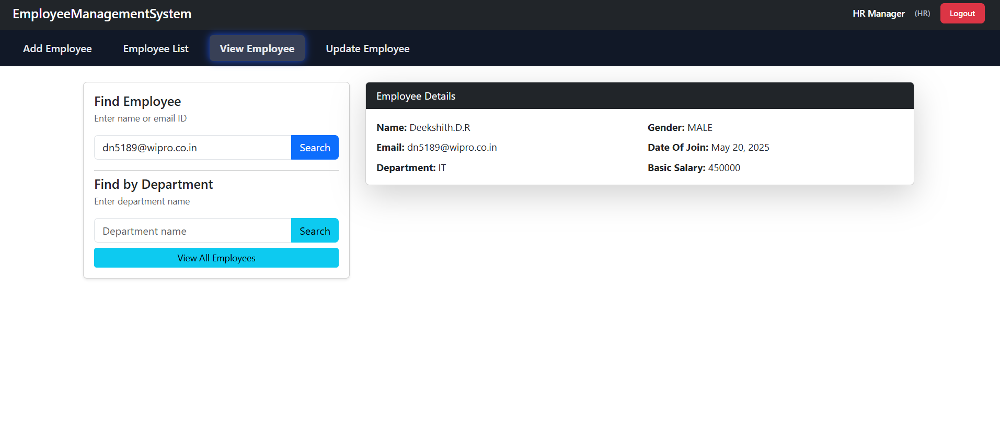 EmployeeManagementSystem
HR Manager (HR) Logout
Add Employee Employee List View Employee Update Employee
Find Employee
Enter name or email ID
dn5189@wipro.co.in Search
Find by Department
Enter department name
Department name Search
View All Employees
Employee Details
Name: Deekshith.D.R Gender: MALE
Email: dn5189@wipro.co.in Date Of Join: May 20, 2025
Department: IT Basic Salary: 450000